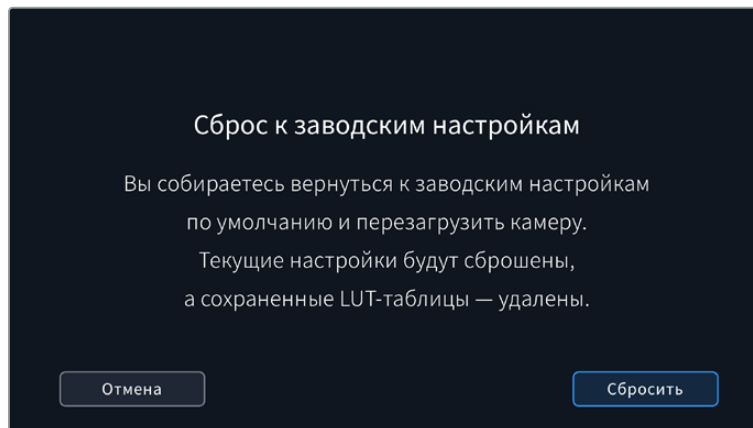 Сброс к заводским настройкам
Вы собираетесь вернуться к заводским настройкам
по умолчанию и перезагрузить камеру.
Текущие настройки будут сброшены,
а сохраненные LUT-таблицы — удалены.
Отмена
Сбросить